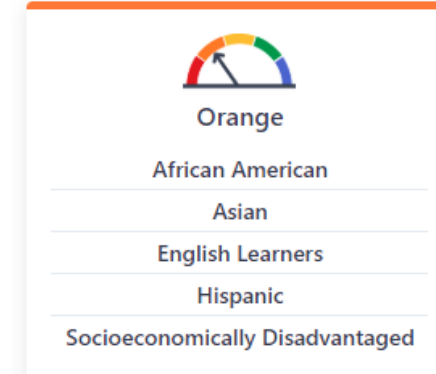 Orange
African American
Asian
English Learners
Hispanic
Socioeconomically Disadvantaged